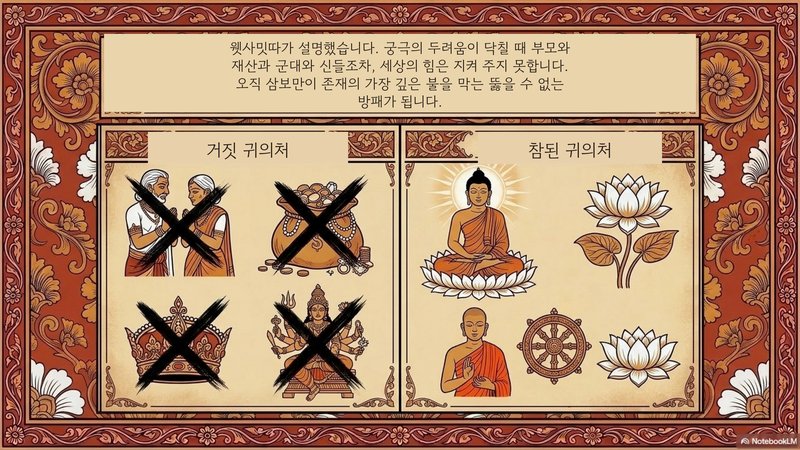 웻사밋따가 설명했습니다. 궁극의 두려움이 닥칠 때 부모와
재산과 군대와 신들조차, 세상의 힘은 지켜 주지 못합니다.
오직 삼보만이 존재의 가장 깊은 불을 막는 뚫을 수 없는
방패가 됩니다.
거짓 귀의처
참된 귀의처
NotebookLM